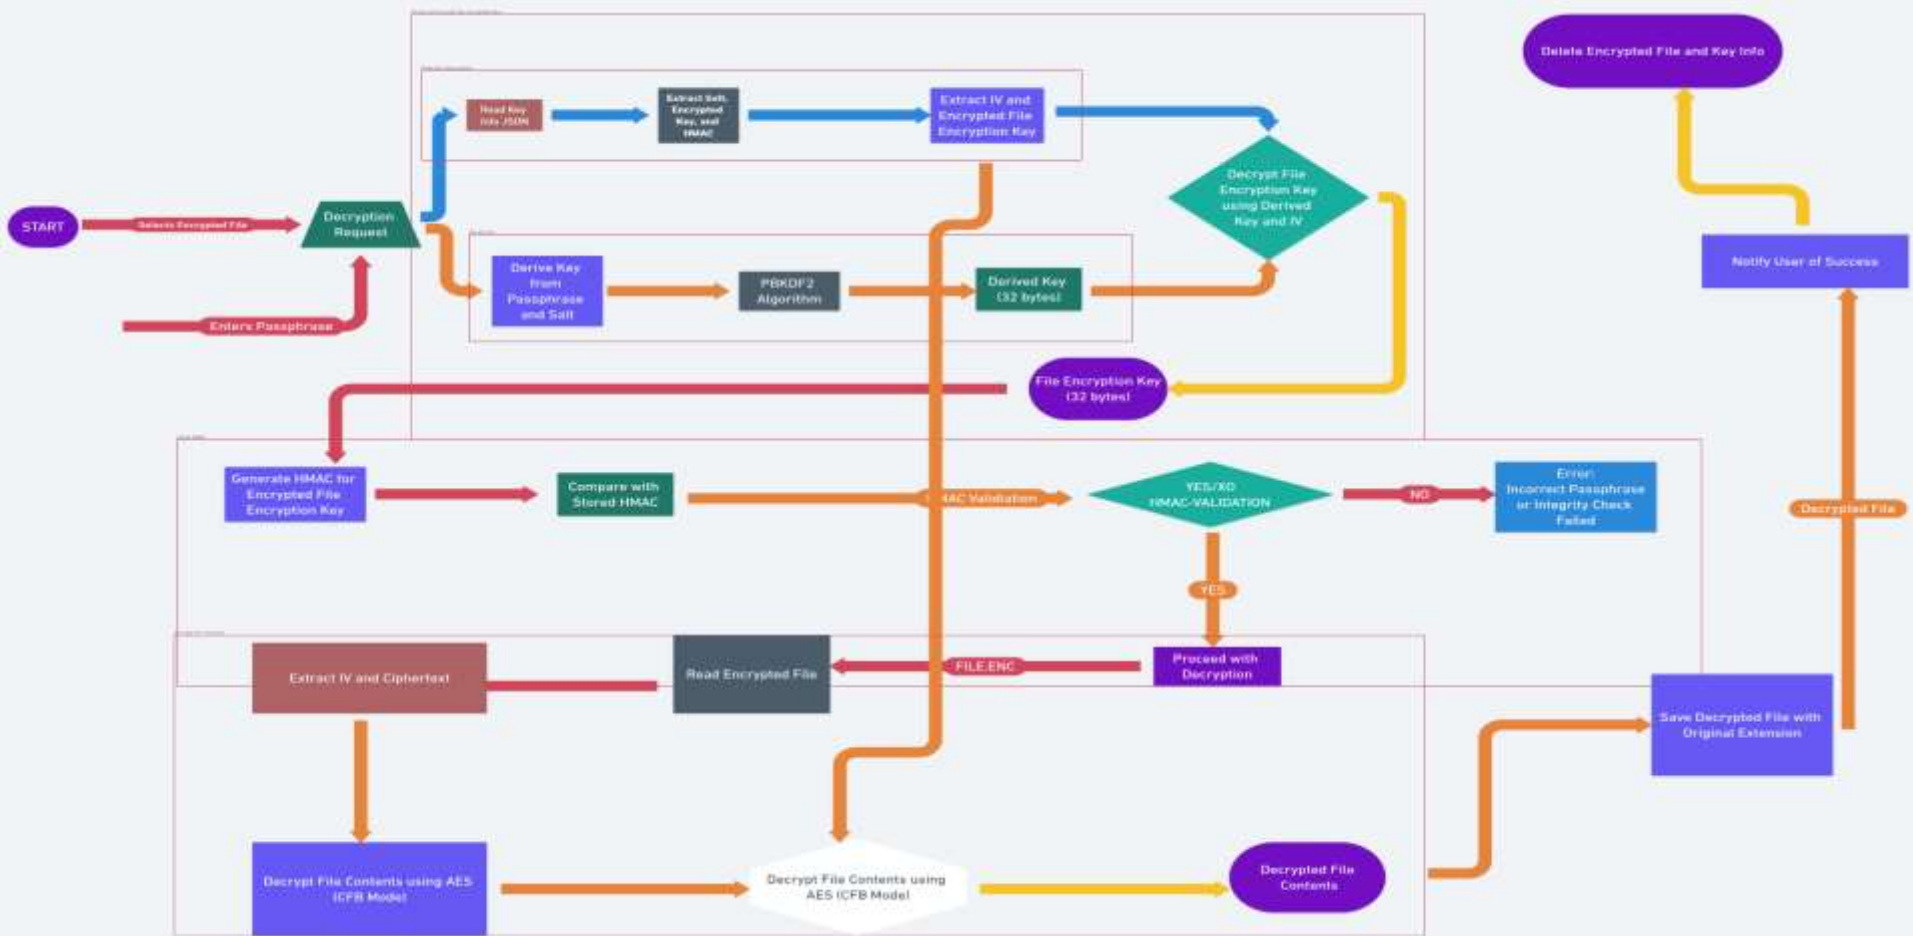 Delete Encrypted File and Key Info
Read Key
Info JSON
Extract Salt,
Encrypted
Key, and
HMAC
Extract IV and
Encrypted File
Encryption Key
Decrypt File
Encryption Key
using Derived
Key and IV
START
Selects Encrypted File
Decryption
Request
Notify User of Success
Derive Key
from
Passphrase
and Salt
PBKDF2
Algorithm
Derived Key
(32 bytes)
Enters Passphrase
File Encryption Key
(32 bytes)
Generate HMAC for
Encrypted File
Encryption Key
Compare with
Stored HMAC
HMAC Validation
YES/XO
HMAC-VALIDATION
NO
Error:
Incorrect Passphrase
or Integrity Check
Failed
Decrypted File
YES
Proceed with
Decryption
FILE.ENC
Read Encrypted File
Extract IV and Ciphertext
Save Decrypted File with
Original Extension
Decrypt File Contents using AES
(CFB Mode)
Decrypt File Contents using
AES (CFB Mode)
Decrypted File
Contents